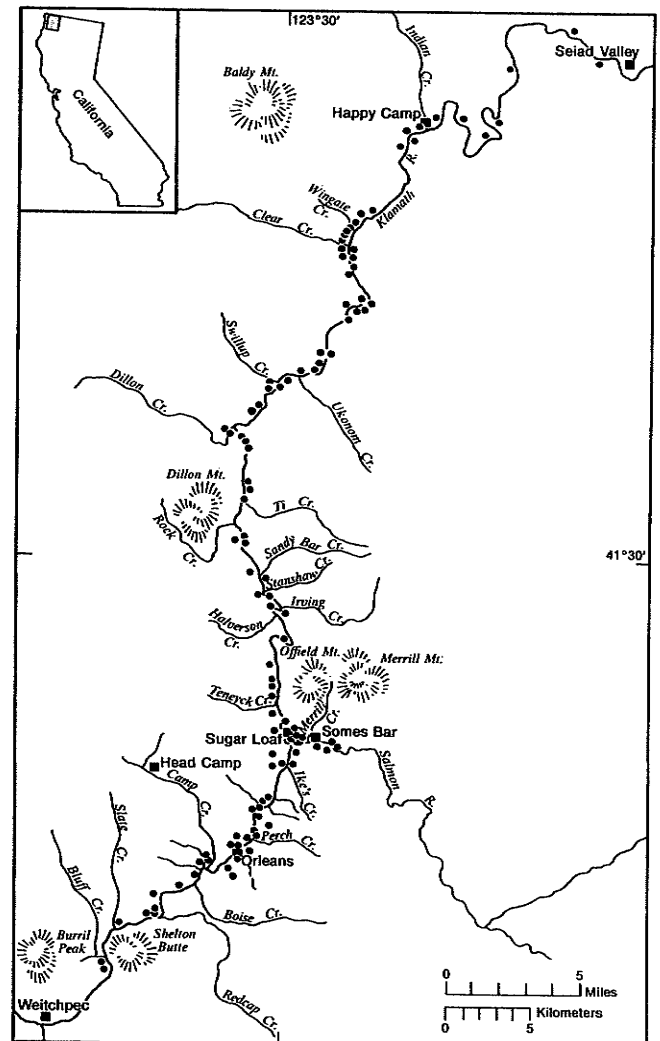 123°30'
Seiad Valley
Indian
Cr.
California
Baldy Mt.
Happy Camp
R.
Klamath
Wingate
Cr.
Clear
Cr.
Swillup
Cr.
Dillon
Cr.
Ukonom
Cr.
Dillon Mt.
Rock
Cr.
Ti Cr.
Sandy Bar Cr.
41°30'
Stanshaw Cr.
Irving
Cr.
Halverson
Cr.
Offield Mt.
Merrill Mt.
Teneyck Cr.
Merrill
Cr.
Sugar Loaf
Somes Bar
Head Camp
Camp
Cr.
Ike's
Cr.
Salmon
R.
Slate
Cr.
Perch
Cr.
Orleans
Bluff
Cr.
Boise Cr.
Burril
Peak
Shelton
Butte
Redcap
Cr.
Weitchpec
0 5
Miles
Kilometers
0 5